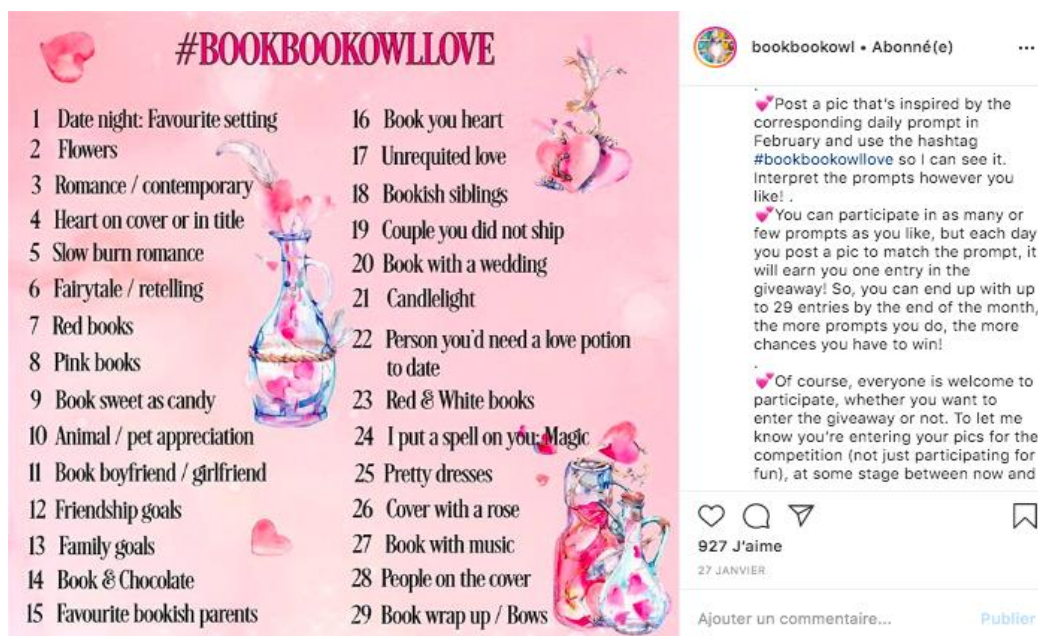 #BOOKBOOKOWLLOVE
1 Date night: Favourite setting
2 Flowers
3 Romance / contemporary
4 Heart on cover or in title
5 Slow burn romance
6 Fairytale / retelling
7 Red books
8 Pink books
9 Book sweet as candy
10 Animal / pet appreciation
11 Book boyfriend / girlfriend
12 Friendship goals
13 Family goals
14 Book & Chocolate
15 Favourite bookish parents
16 Book you heart
17 Unrequited love
18 Bookish siblings
19 Couple you did not ship
20 Book with a wedding
21 Candlelight
22 Person you'd need a love potion
to date
23 Red & White books
24 I put a spell on you: Magic
25 Pretty dresses
26 Cover with a rose
27 Book with music
28 People on the cover
29 Book wrap up / Bows
bookbookowl • Abonné(e)
.
💕Post a pic that's inspired by the
corresponding daily prompt in
February and use the hashtag
#bookbookowllove so I can see it.
Interpret the prompts however you
like! .
💕You can participate in as many or
few prompts as you like, but each day
you post a pic to match the prompt, it
will earn you one entry in the
giveaway! So, you can end up with up
to 29 entries by the end of the month,
the more prompts you do, the more
chances you have to win!
.
💕Of course, everyone is welcome to
participate, whether you want to
enter the giveaway or not. To let me
know you're entering your pics for the
competition (not just participating for
fun), at some stage between now and
927 J'aime
27 JANVIER
Ajouter un commentaire... Publier